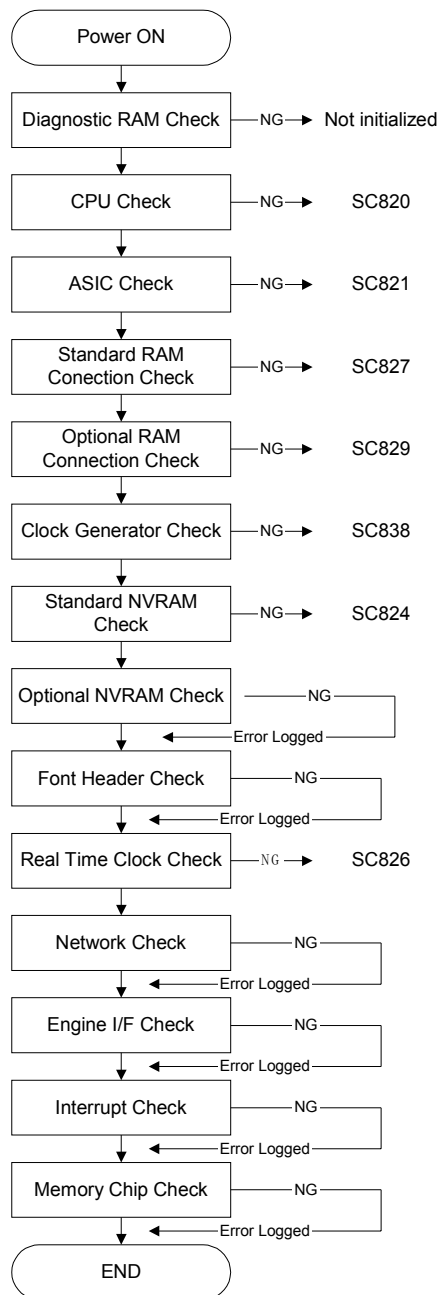 Power ON
Diagnostic RAM Check
NG
Not initialized
CPU Check
NG
SC820
ASIC Check
NG
SC821
Standard RAM
Conection Check
NG
SC827
Optional RAM
Connection Check
NG
SC829
Clock Generator Check
NG
SC838
Standard NVRAM
Check
NG
SC824
Optional NVRAM Check
NG
Error Logged
Font Header Check
NG
Error Logged
Real Time Clock Check
NG
SC826
Network Check
NG
Error Logged
Engine I/F Check
NG
Error Logged
Interrupt Check
NG
Error Logged
Memory Chip Check
NG
Error Logged
END